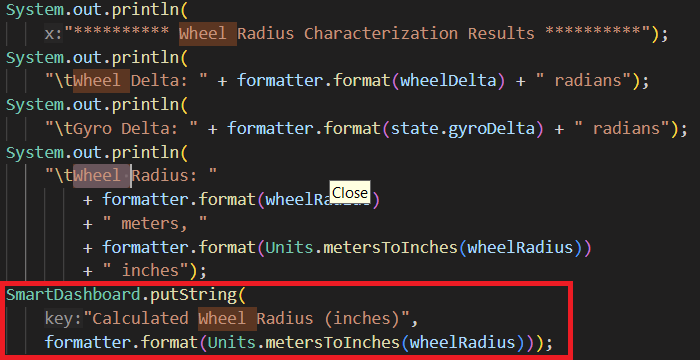 System.out.println(
x:"********** Wheel Radius Characterization Results **********");
System.out.println(
"\tWheel Delta: " + formatter.format(wheelDelta) + " radians");
System.out.println(
"\tGyro Delta: " + formatter.format(state.gyroDelta) + " radians");
System.out.println(
"\tWheel Radius: "
+ formatter.format(wheelRadius)
Close
+ " meters, "
+ formatter.format(Units.metersToInches(wheelRadius))
+ " inches");
SmartDashboard.putString(
key:"Calculated Wheel Radius (inches)",
formatter.format(Units.metersToInches(wheelRadius)));